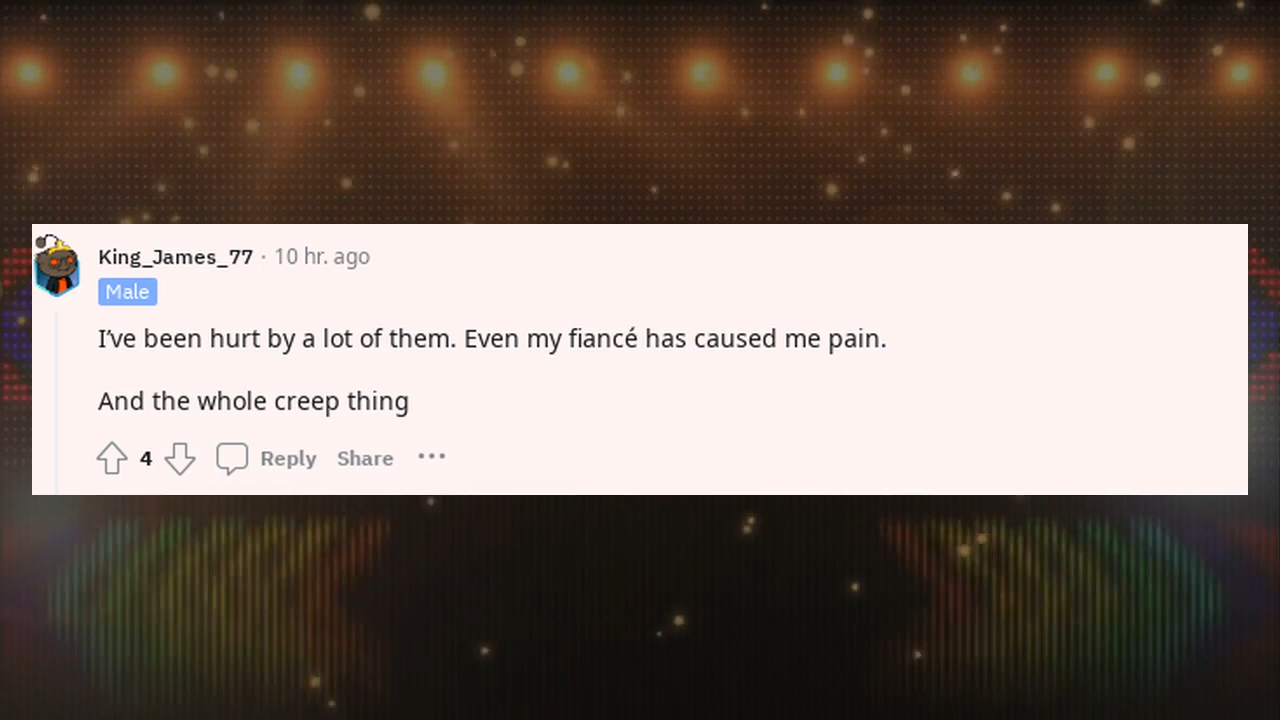 King_James_77 · 10 hr. ago
Male
I’ve been hurt by a lot of them. Even my fiancé has caused me pain.
And the whole creep thing
4 Reply Share ···